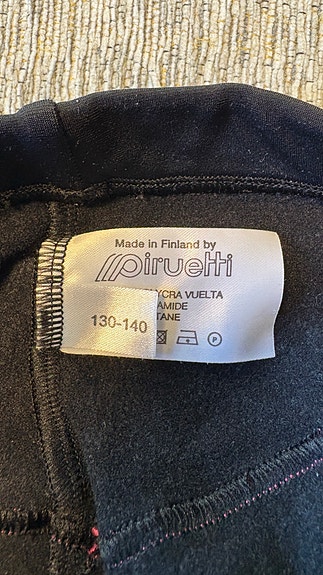 Made in Finland by
piruetti
YCRA VUELTA
AMIDE
TANE
130-140
P